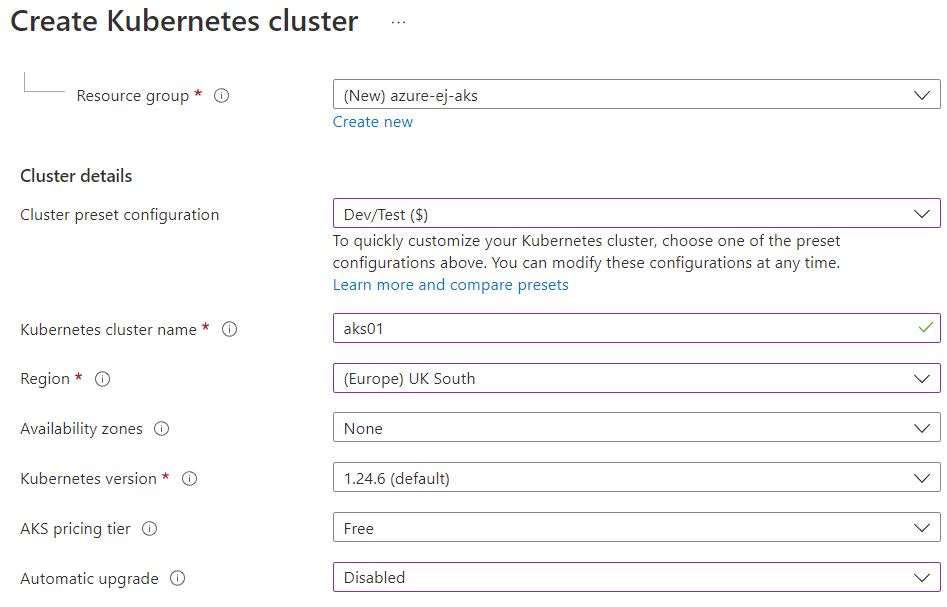 Create Kubernetes cluster ...
Resource group *
(New) azure-ej-aks
Create new
Cluster details
Cluster preset configuration
Dev/Test ($)
To quickly customize your Kubernetes cluster, choose one of the preset
configurations above. You can modify these configurations at any time.
Learn more and compare presets
Kubernetes cluster name *
aks01
Region *
(Europe) UK South
Availability zones
None
Kubernetes version *
1.24.6 (default)
AKS pricing tier
Free
Automatic upgrade
Disabled